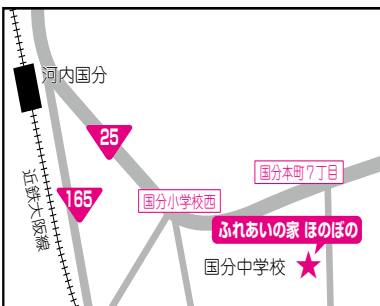 河内国分
25
国分本町7丁目
近鉄大阪線
165
国分小学校西
ふれあいの家 ほのぼの
国分中学校